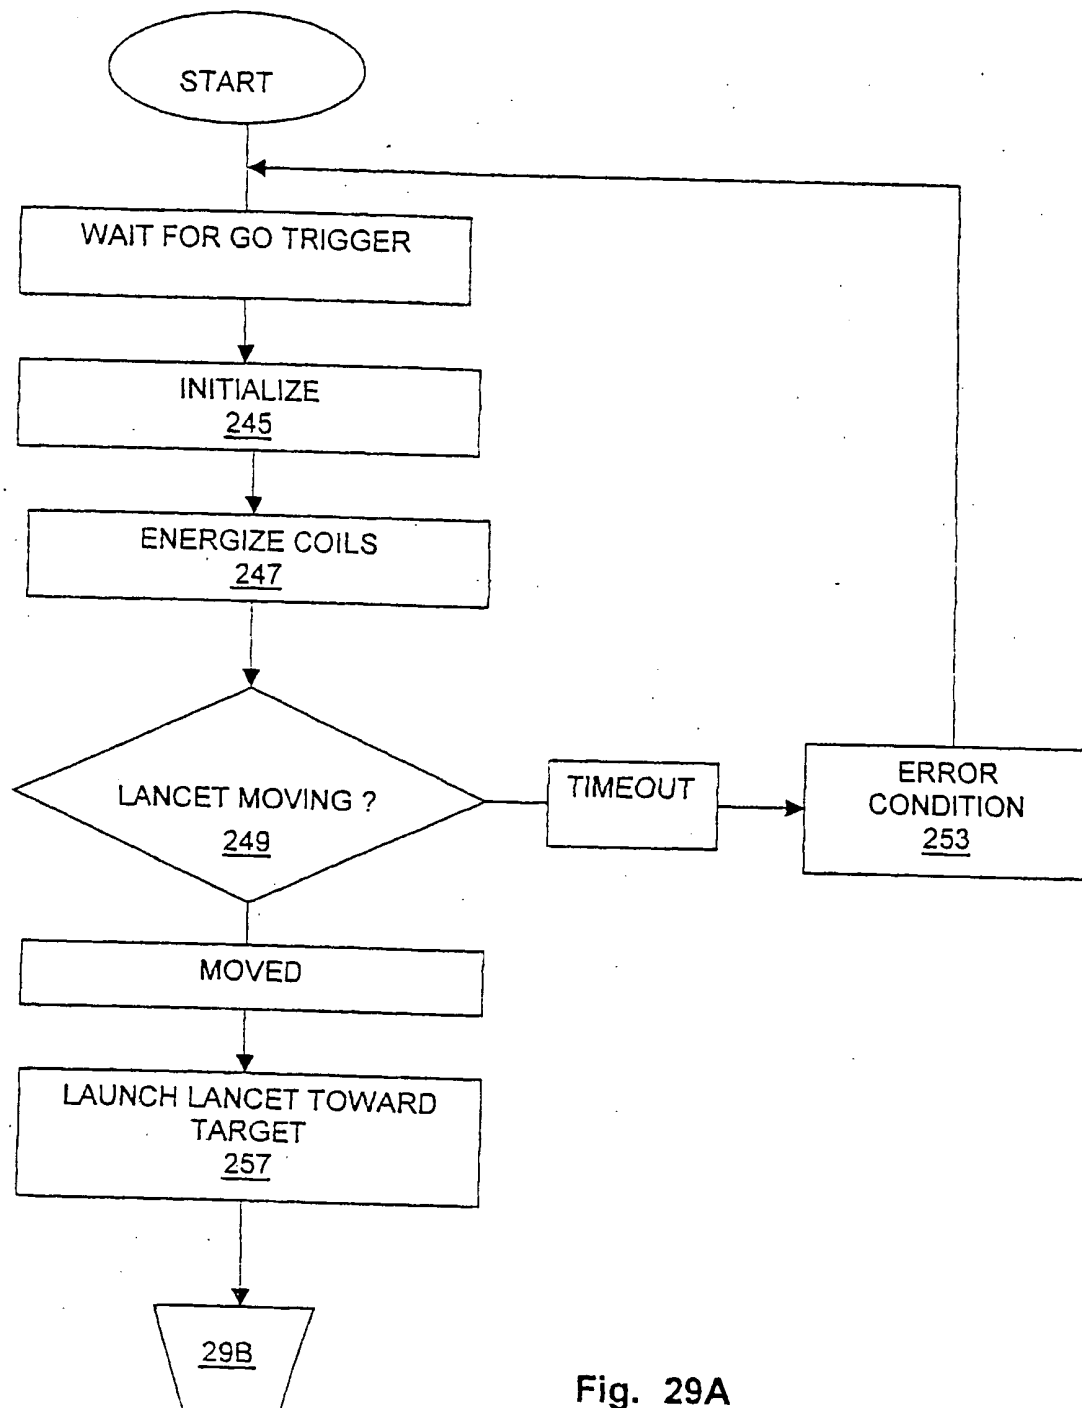 START
WAIT FOR GO TRIGGER
INITIALIZE
245
ENERGIZE COILS
247
LANCET MOVING ?
249
TIMEOUT
ERROR
CONDITION
253
MOVED
LAUNCH LANCET TOWARD
TARGET
257
29B
Fig. 29A